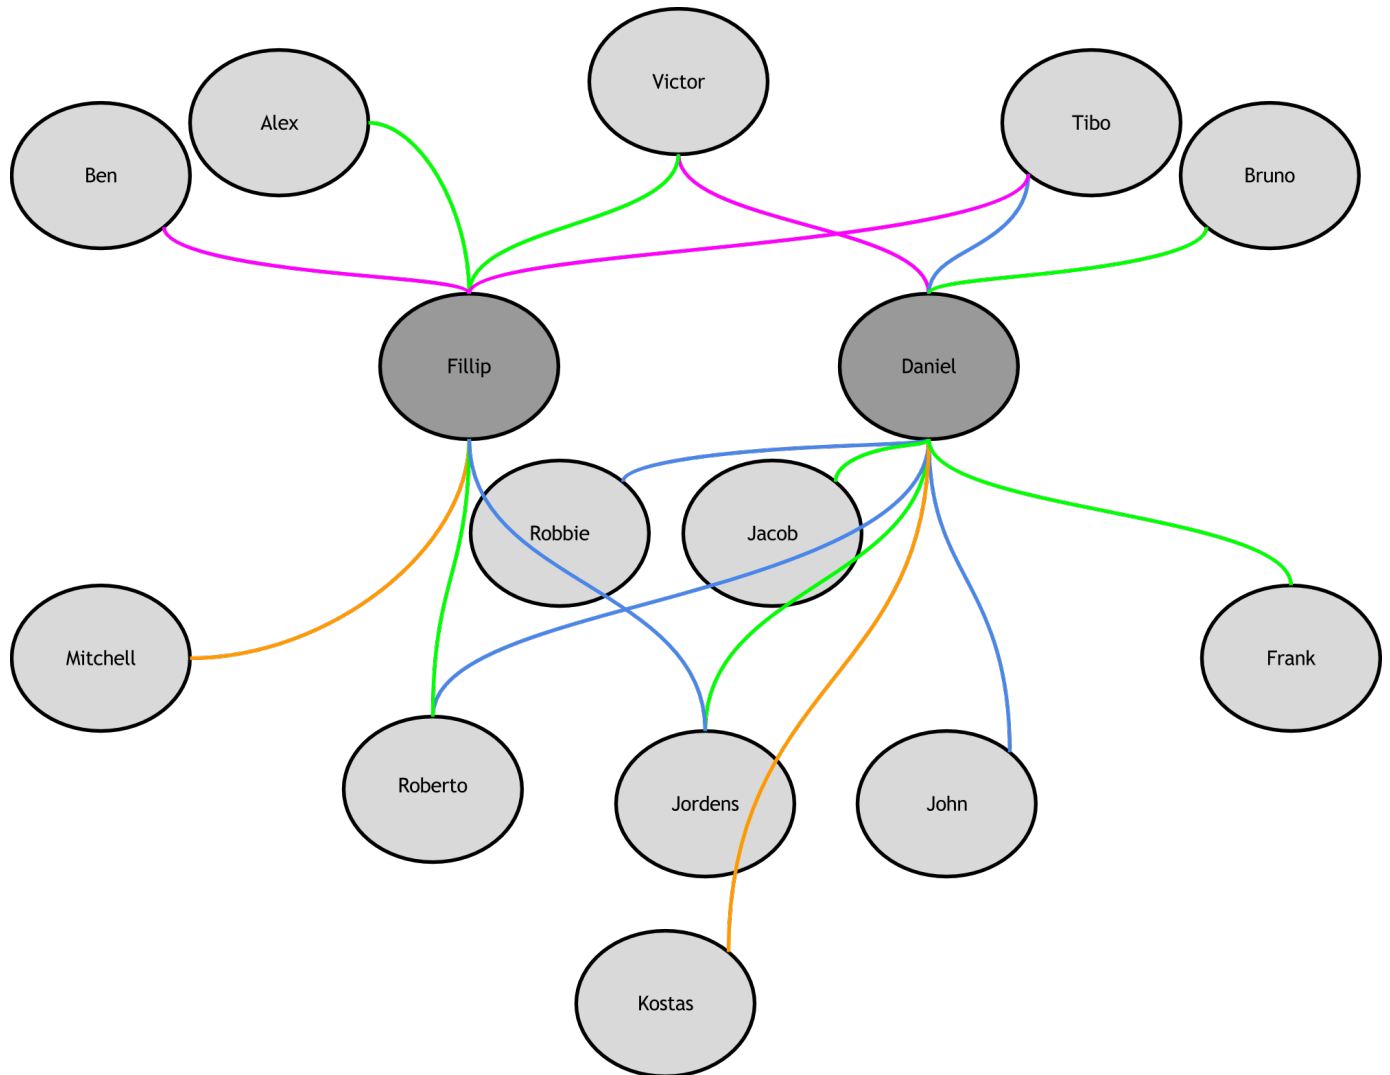 Victor
Alex
Tibo
Ben
Bruno
Fillip
Daniel
Robbie
Jacob
Mitchell
Frank
Roberto
Jordens
John
Kostas